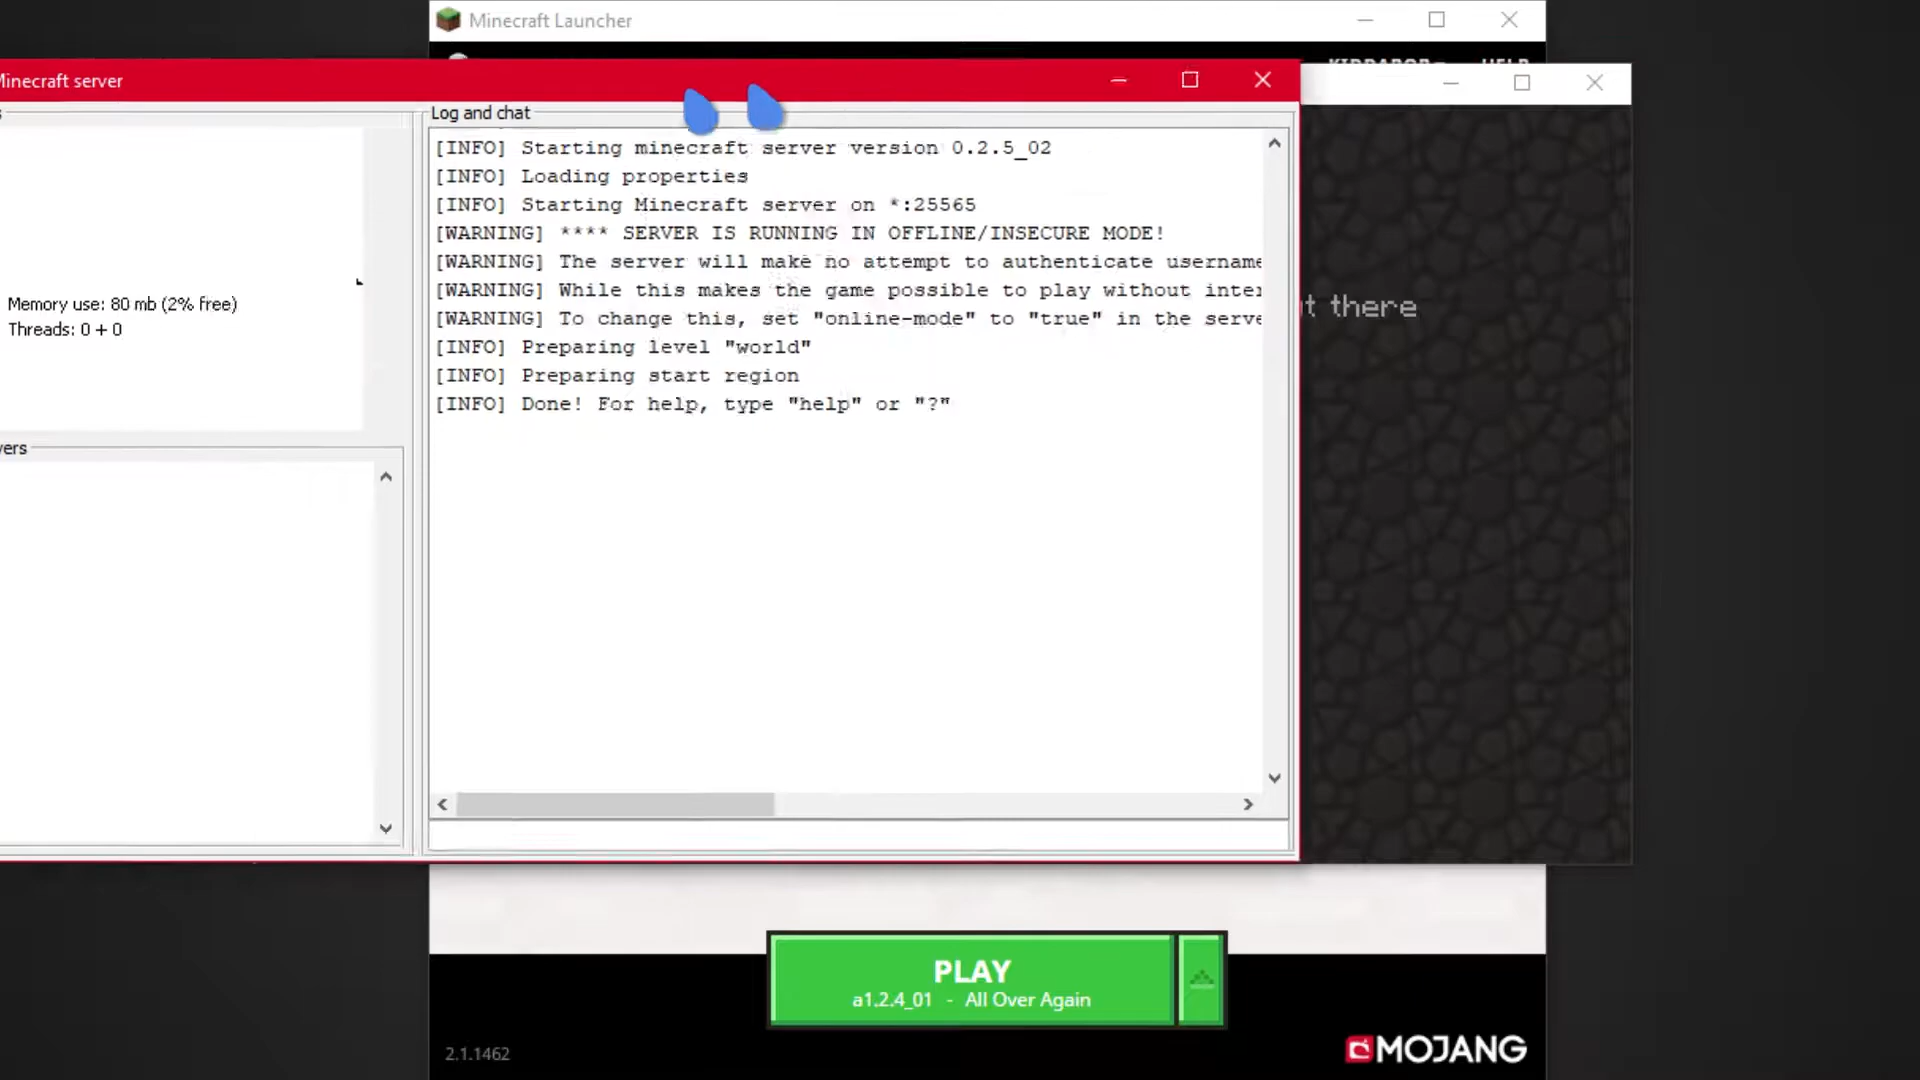 Minecraft Launcher
HELP
Minecraft server
Log and chat
[INFO] Starting minecraft server version 0.2.5_02
[INFO] Loading properties
[INFO] Starting Minecraft server on *:25565
[WARNING] **** SERVER IS RUNNING IN OFFLINE/INSECURE MODE!
[WARNING] The server will make no attempt to authenticate username
[WARNING] While this makes the game possible to play without inter
[WARNING] To change this, set "online-mode" to "true" in the serve
[INFO] Preparing level "world"
[INFO] Preparing start region
[INFO] Done! For help, type "help" or "?"
Memory use: 80 mb (2% free)
Threads: 0 + 0
t there
yers
PLAY
a1.2.4_01 - All Over Again
2.1.1462
MOJANG